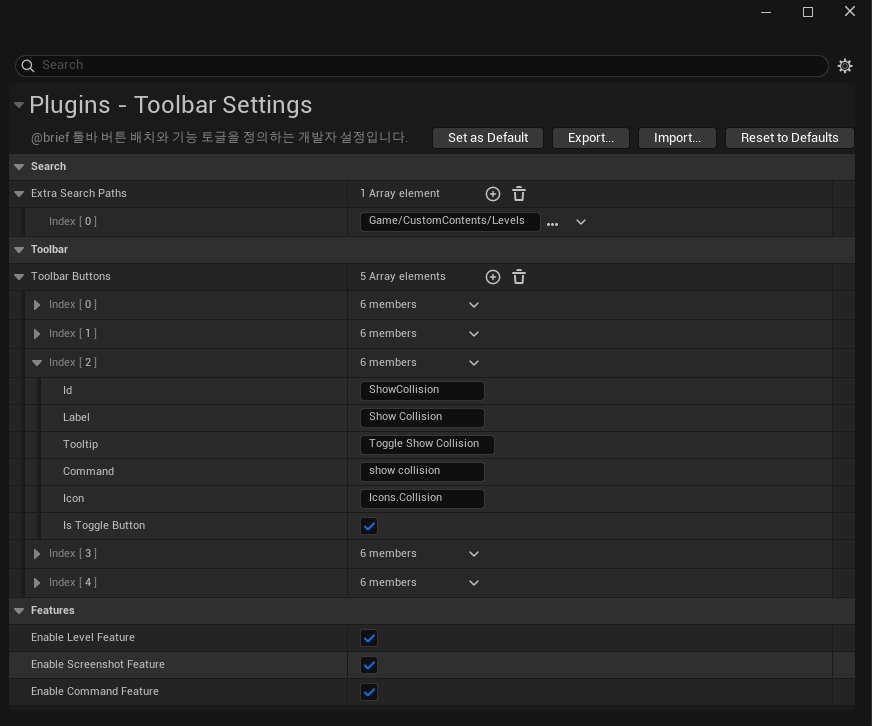 Search
Plugins - Toolbar Settings
@brief 툴바 버튼 배치와 기능 토글을 정의하는 개발자 설정입니다. Set as Default Export... Import... Reset to Defaults
Search
Extra Search Paths 1 Array element
Index [ 0 ] Game/CustomContents/Levels
Toolbar
Toolbar Buttons 5 Array elements
Index [ 0 ] 6 members
Index [ 1 ] 6 members
Index [ 2 ] 6 members
Id ShowCollision
Label Show Collision
Tooltip Toggle Show Collision
Command show collision
Icon Icons.Collision
Is Toggle Button
Index [ 3 ] 6 members
Index [ 4 ] 6 members
Features
Enable Level Feature
Enable Screenshot Feature
Enable Command Feature